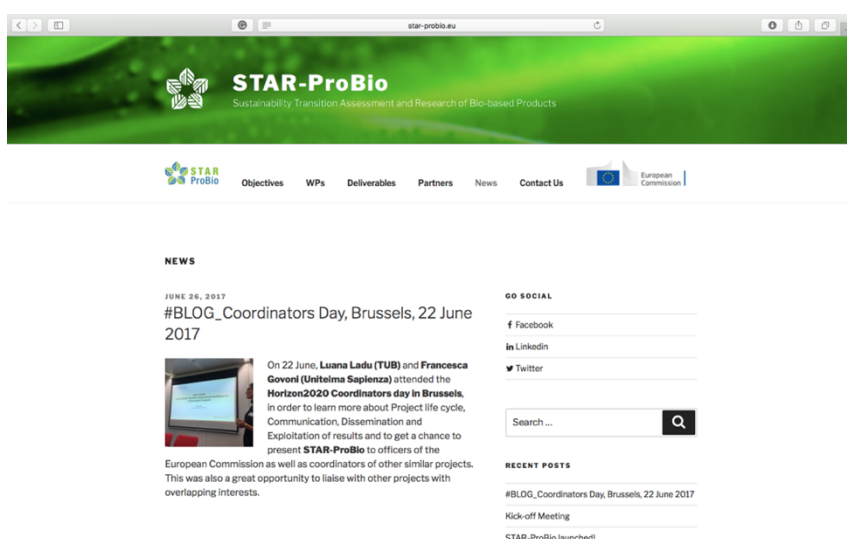 star-probio.eu
STAR-ProBio
Sustainability Transition Assessment and Research of Bio-based Products
STAR
ProBio
Objectives WPs Deliverables Partners News Contact Us
European
Commission
NEWS
JUNE 26, 2017
#BLOG_Coordinators Day, Brussels, 22 June
2017
On 22 June, Luana Ladu (TUB) and Francesca
Govoni (Uniteima Sapienza) attended the
Horizon2020 Coordinators day in Brussels,
in order to learn more about Project life cycle,
Communication, Dissemination and
Exploitation of results and to get a chance to
present STAR-ProBio to officers of the
European Commission as well as coordinators of other similar projects.
This was also a great opportunity to liaise with other projects with
overlapping interests.
GO SOCIAL
Facebook
Linkedin
Twitter
Search ...
RECENT POSTS
#BLOG_Coordinators Day, Brussels, 22 June 2017
Kick-off Meeting
STAR-ProBio launched!